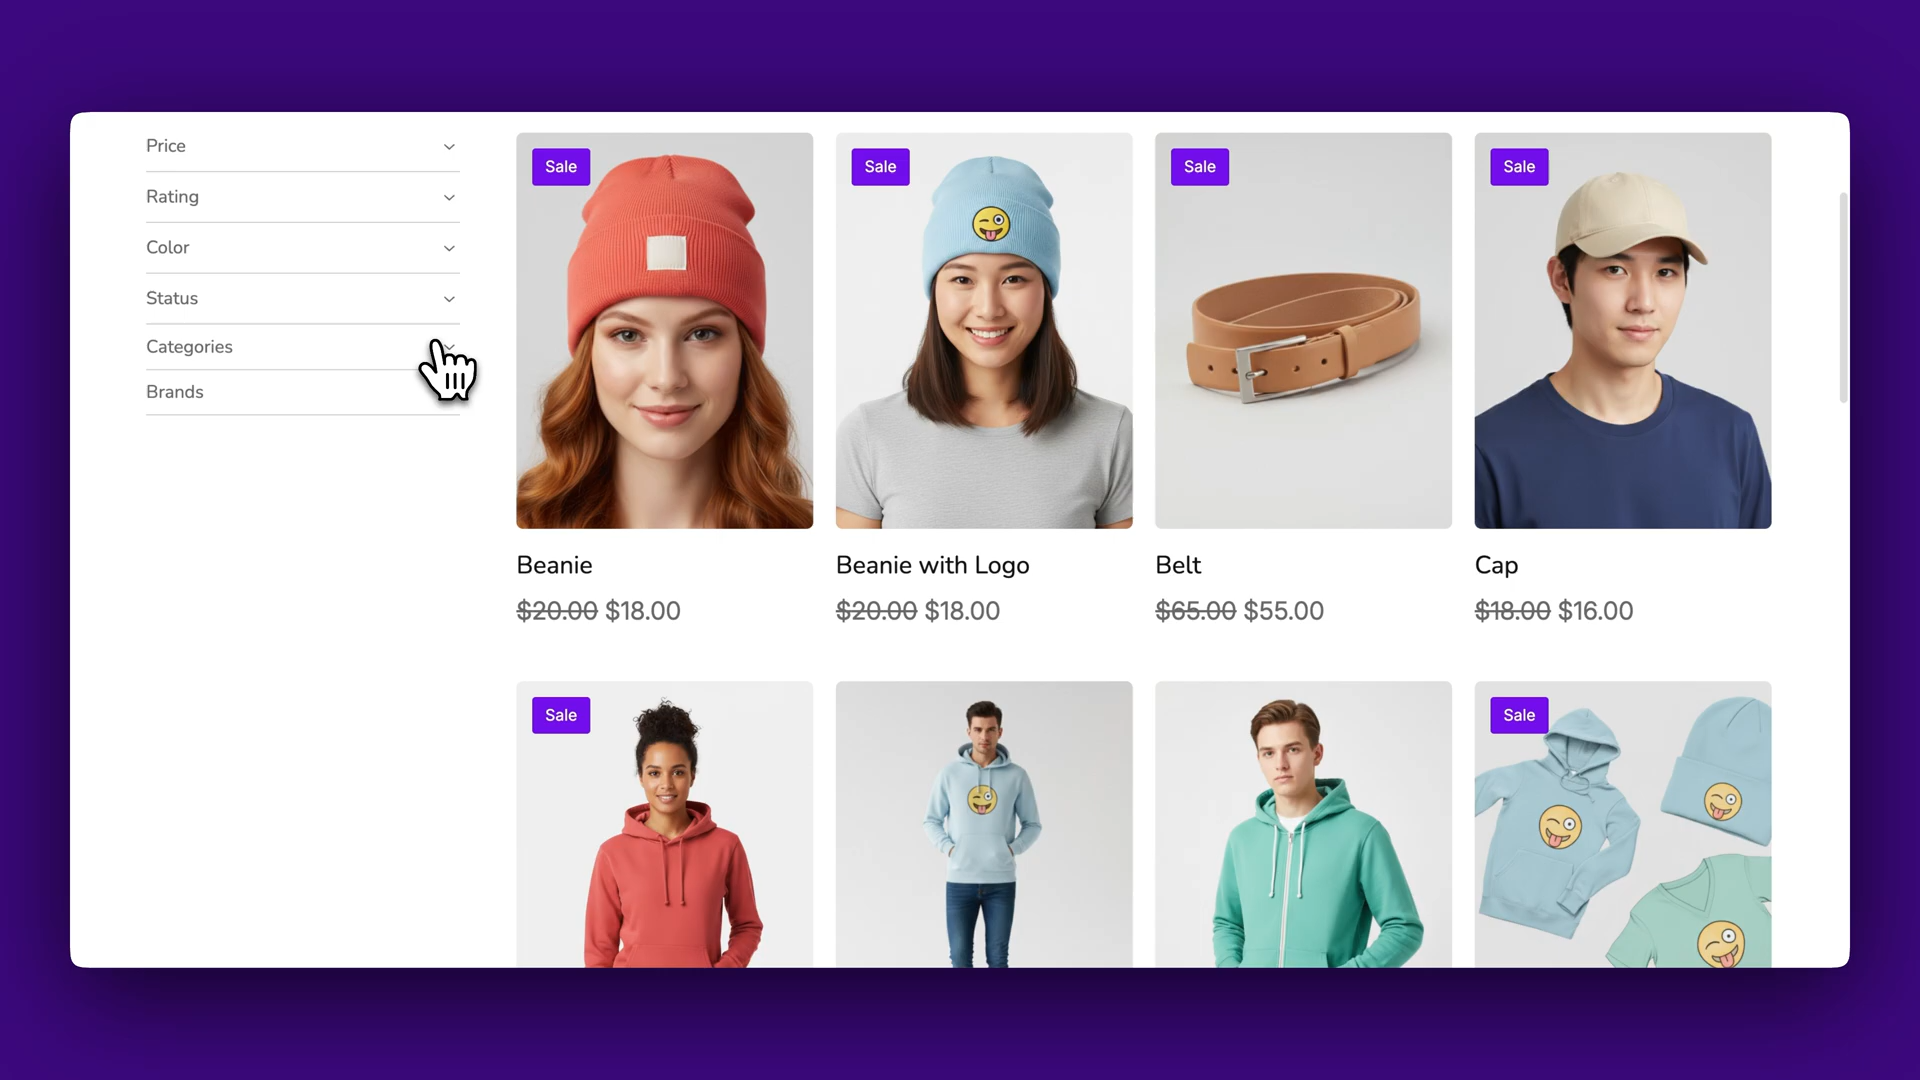 Price
Rating
Color
Status
Categories
Brands
Sale
Sale
Sale
Sale
Beanie
Beanie with Logo
Belt
Cap
$20.00 $18.00
$20.00 $18.00
$65.00 $55.00
$18.00 $16.00
Sale
Sale